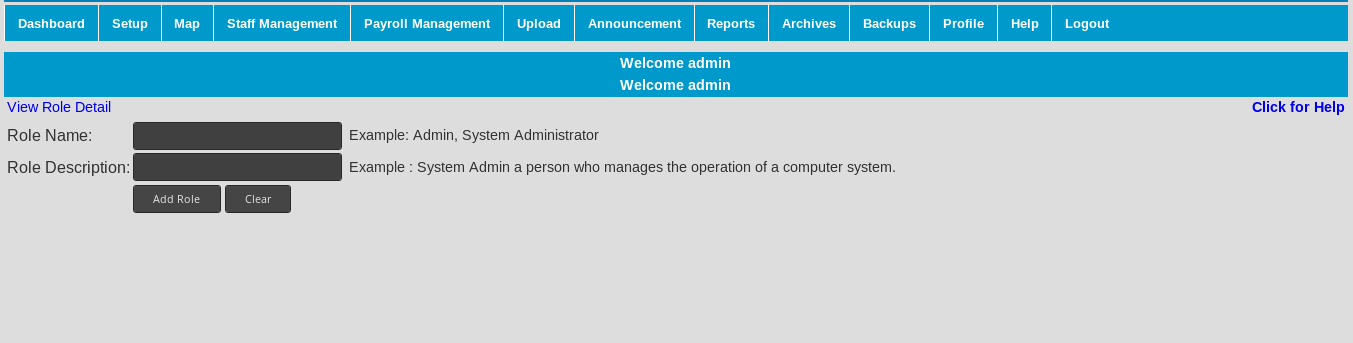 Dashboard Setup Map Staff Management Payroll Management Upload Announcement Reports Archives Backups Profile Help Logout
Welcome admin
Welcome admin
View Role Detail Click for Help
Role Name: Example: Admin, System Administrator
Role Description: Example : System Admin a person who manages the operation of a computer system.
Add Role Clear